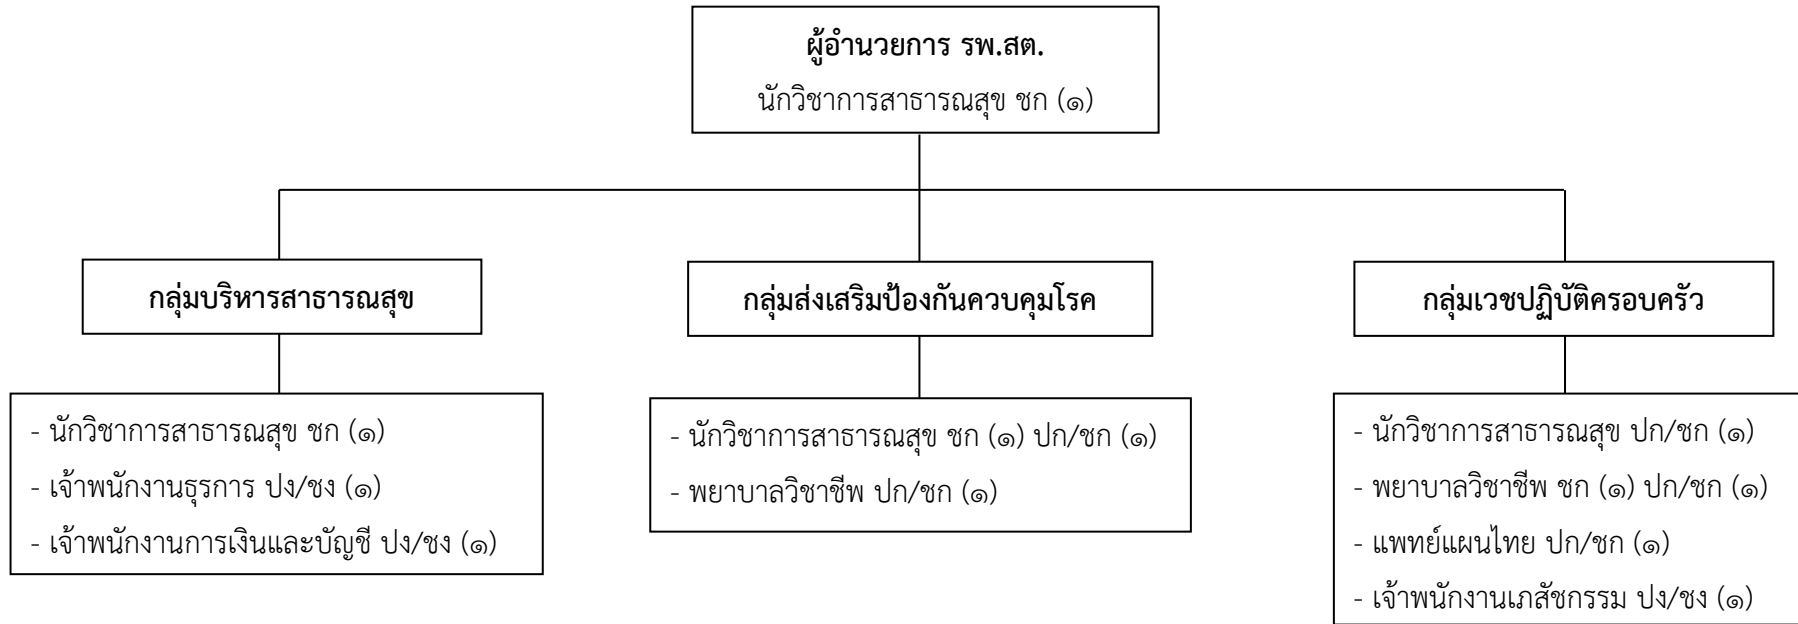 ผู้อำนวยการ รพ.สต.
นักวิชาการสาธารณสุข ชก (๑)
กลุ่มบริหารสาธารณสุข
กลุ่มส่งเสริมป้องกันควบคุมโรค
กลุ่มเวชปฏิบัติครอบครัว
- นักวิชาการสาธารณสุข ชก (๑)
- เจ้าพนักงานธุรการ ปง/ชง (๑)
- เจ้าพนักงานการเงินและบัญชี ปง/ชง (๑)
- นักวิชาการสาธารณสุข ชก (๑) ปก/ชก (๑)
- พยาบาลวิชาชีพ ปก/ชก (๑)
- นักวิชาการสาธารณสุข ปก/ชก (๑)
- พยาบาลวิชาชีพ ชก (๑) ปก/ชก (๑)
- แพทย์แผนไทย ปก/ชก (๑)
- เจ้าพนักงานเภสัชกรรม ปง/ชง (๑)